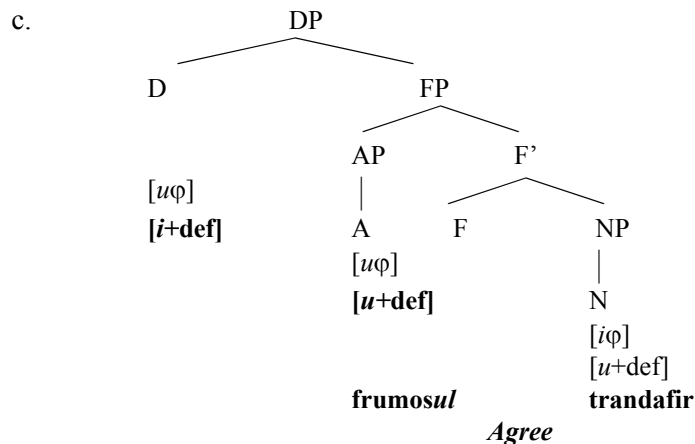 c.
DP
D FP
AP F’
[uφ]
[i+def] A F NP
[uφ]
[u+def] N
[iφ]
[u+def]
frumosul trandafir
Agree